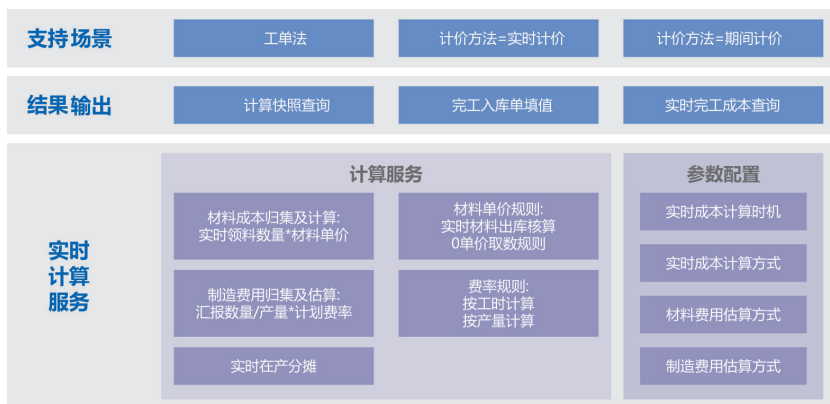 支持场景
工单法
计价方法=实时计价
计价方法=期间计价
结果输出
计算快照查询
完工入库单填值
实时完工成本查询
实时
计算
服务
计算服务
材料成本归集及计算:
实时领料数量*材料单价
材料单价规则:
实时材料出库核算
0单价取数规则
制造费用归集及估算:
汇报数量/产量*计划费率
费率规则:
按工时计算
按产量计算
实时在产分摊
参数配置
实时成本计算时机
实时成本计算方式
材料费用估算方式
制造费用估算方式